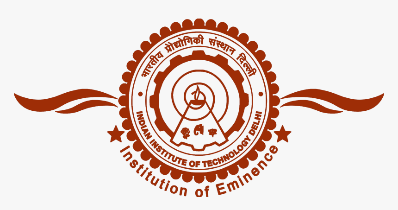 भारतीय प्रौद्योगिकी संस्थान दिल्ली
INDIAN INSTITUTE OF TECHNOLOGY DELHI
Institution of Eminence